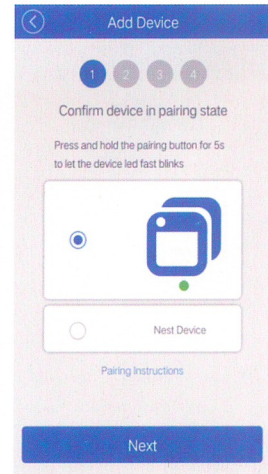 Add Device
1 2 3 4
Confirm device in pairing state
Press and hold the pairing button for 5s
to let the device led fast blinks
Nest Device
Pairing Instructions
Next